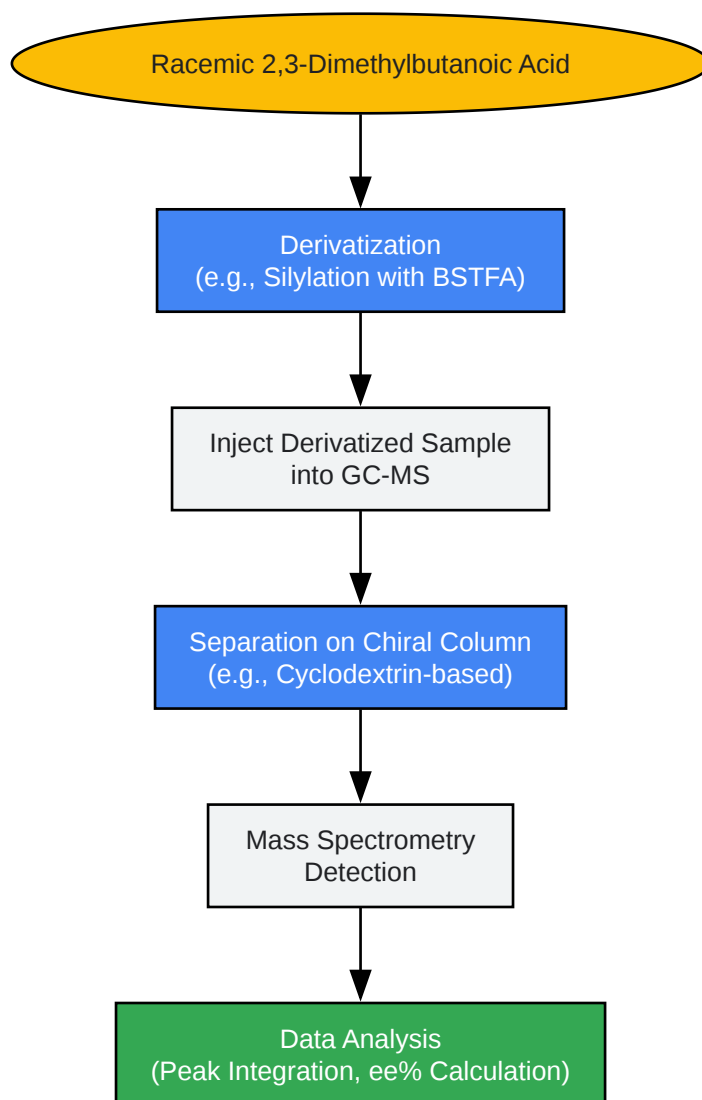 Racemic 2,3-Dimethylbutanoic Acid
Derivatization
(e.g., Silylation with BSTFA)
Inject Derivatized Sample
into GC-MS
Separation on Chiral Column
(e.g., Cyclodextrin-based)
Mass Spectrometry
Detection
Data Analysis
(Peak Integration, ee% Calculation)